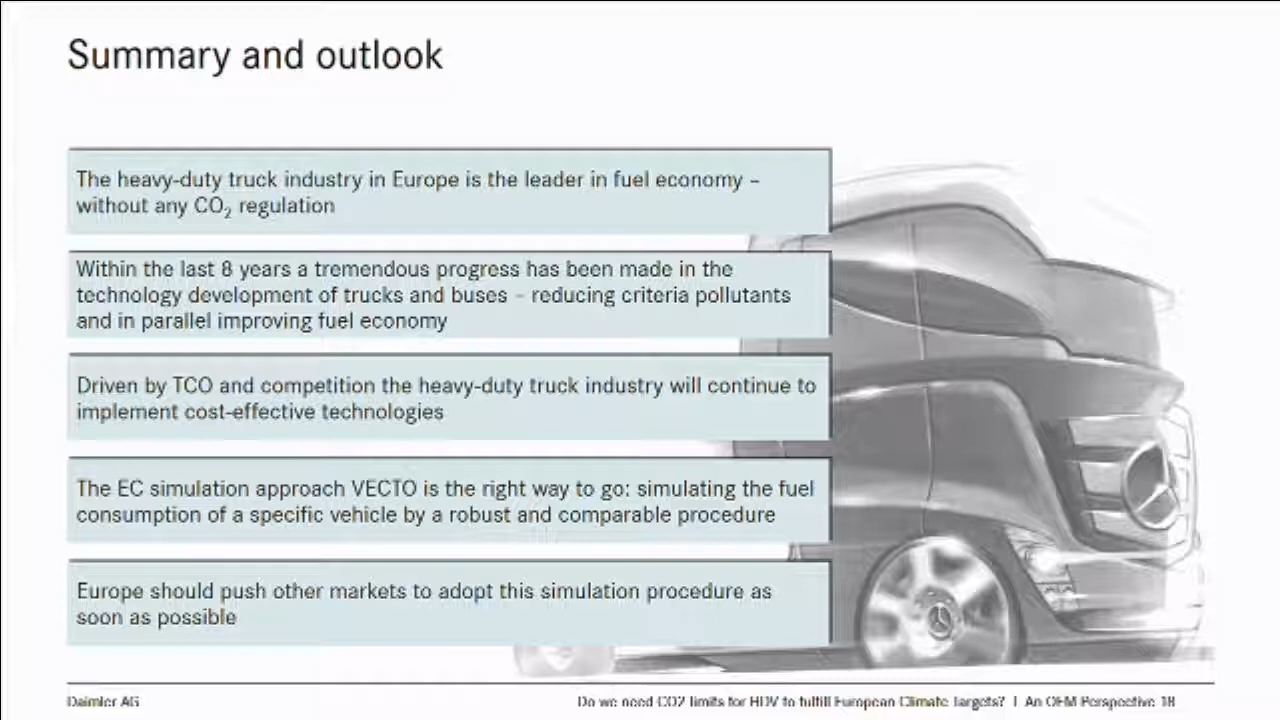 Summary and outlook
The heavy-duty truck industry in Europe is the leader in fuel economy –
without any CO₂ regulation
Within the last 8 years a tremendous progress has been made in the
technology development of trucks and buses – reducing criteria pollutants
and in parallel improving fuel economy
Driven by TCO and competition the heavy-duty truck industry will continue to
implement cost-effective technologies
The EC simulation approach VECTO is the right way to go: simulating the fuel
consumption of a specific vehicle by a robust and comparable procedure
Europe should push other markets to adopt this simulation procedure as
soon as possible
Daimler AG
Do we need CO2 limits for HDV to fulfill European Climate Targets? I An OEM Perspective 18